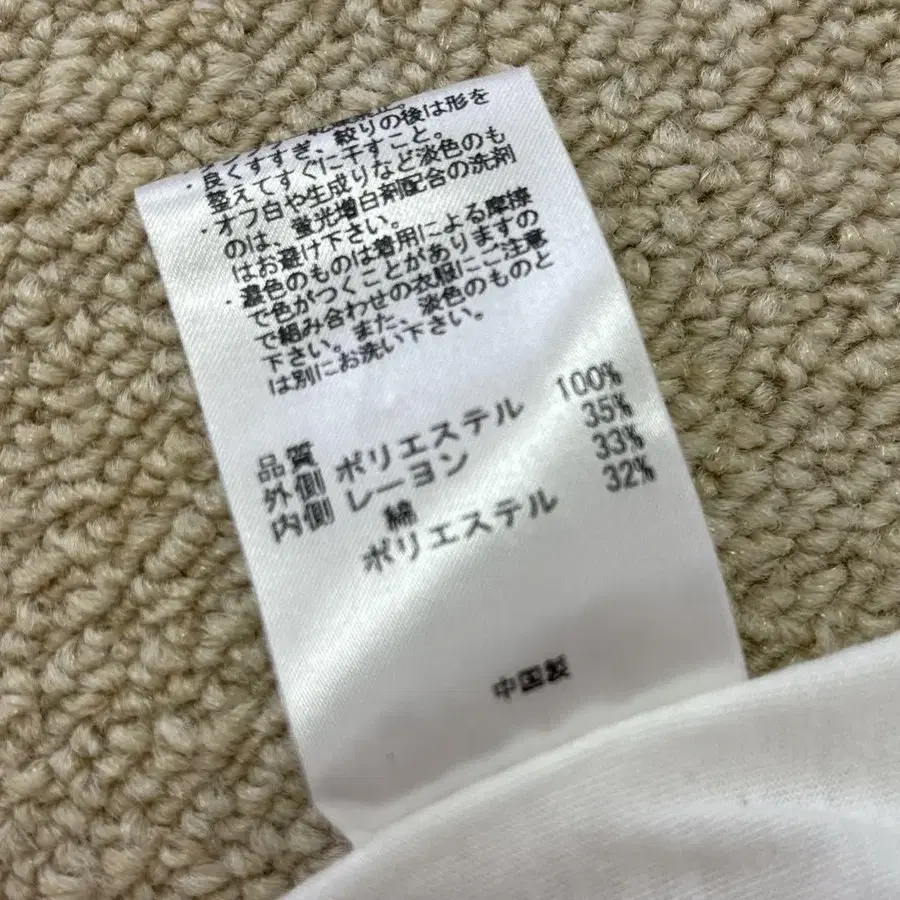 良くすすぎ、絞りの後は形を
整えてすぐに干すこと。
・オフ白や生成りなど淡色のも
のは、蛍光増白剤配合の洗剤
はお避け下さい。
・濃色のものは着用による摩擦
で色がつくことがありますの
で組み合わせの衣服にご注意
下さい。また、淡色のものと
は別にお洗い下さい。
品質
外側 ポリエステル 100%
内側 レーヨン 35%
綿 33%
ポリエステル 32%
中国製